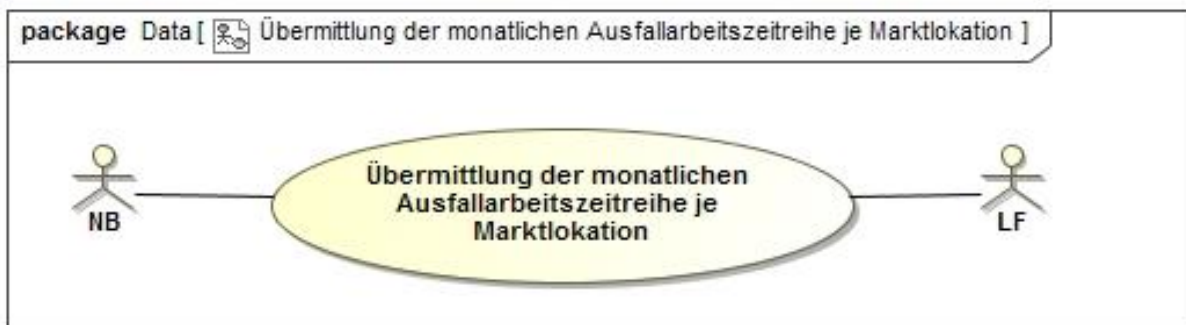 package Data [ Übermittlung der monatlichen Ausfallarbeitszeitreihe je Marktlokation ]
Übermittlung der monatlichen
Ausfallarbeitszeitreihe je
Marktlokation
NB
LF